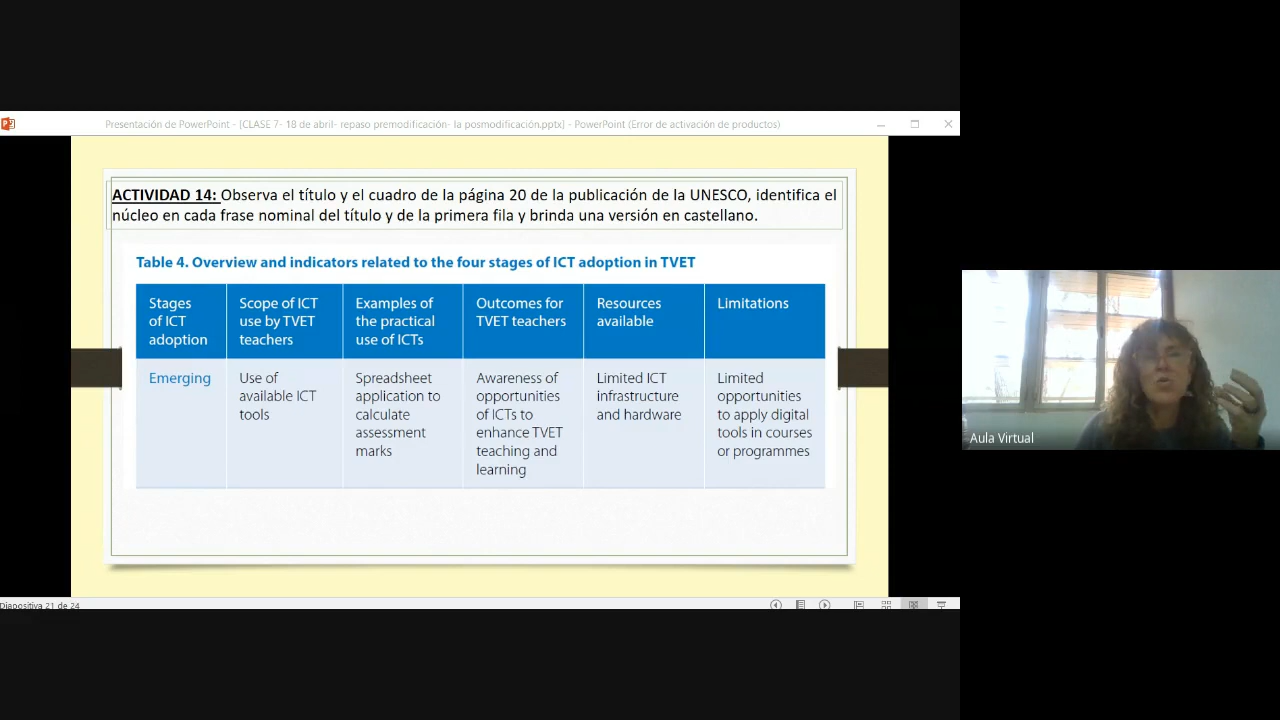 Presentación de PowerPoint - [CLASE 7- 18 de abril- repaso premodificación- la posmodificación.pptx] - PowerPoint (Error de activación de productos)
ACTIVIDAD 14: Observa el título y el cuadro de la página 20 de la publicación de la UNESCO, identifica el
núcleo en cada frase nominal del título y de la primera fila y brinda una versión en castellano.
Table 4. Overview and indicators related to the four stages of ICT adoption in TVET
Stages
of ICT
adoption
Scope of ICT
use by TVET
teachers
Examples of
the practical
use of ICTs
Outcomes for
TVET teachers
Resources
available
Limitations
Emerging
Use of
available ICT
tools
Spreadsheet
application to
calculate
assessment
marks
Awareness of
opportunities
of ICTs to
enhance TVET
teaching and
learning
Limited ICT
infrastructure
and hardware
Limited
opportunities
to apply digital
tools in courses
or programmes
Diapositiva 21 de 24
Aula Virtual